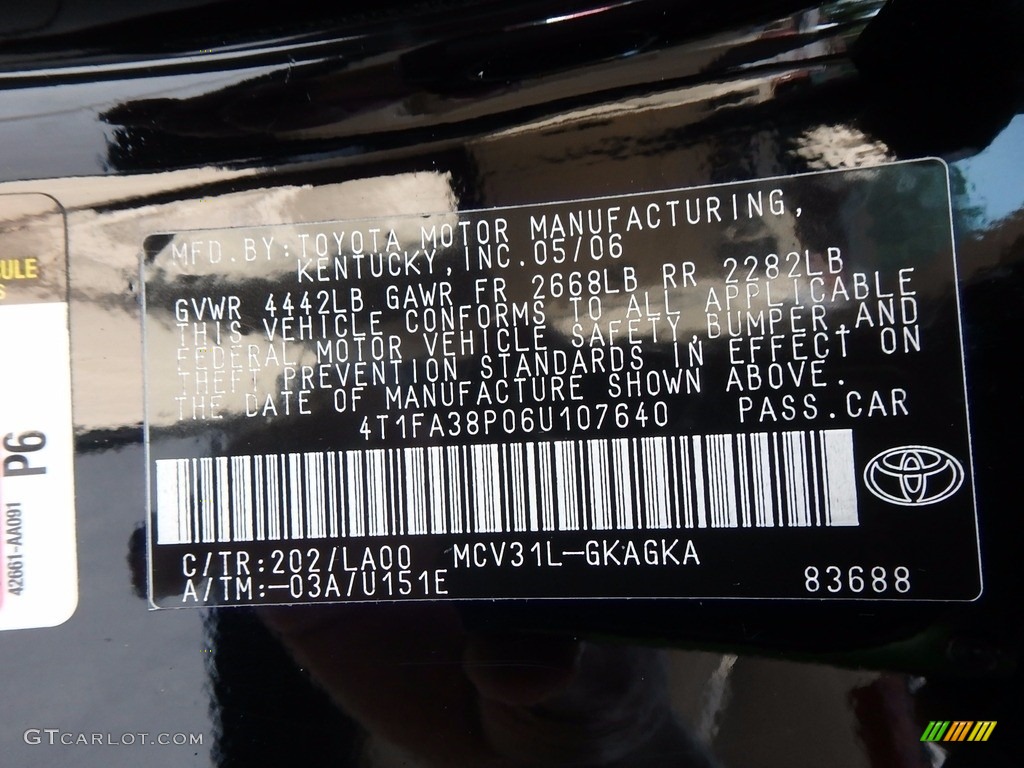 MFD. BY: TOYOTA MOTOR MANUFACTURING,
KENTUCKY, INC. 05/06
GVWR 4442LB GAWR FR 2668LB RR 2282LB
THIS VEHICLE CONFORMS TO ALL APPLICABLE
FEDERAL MOTOR VEHICLE SAFETY, BUMPER, AND
THEFT PREVENTION STANDARDS IN EFFECT ON
THE DATE OF MANUFACTURE SHOWN ABOVE.
4T1FA38P06U107640 PASS.CAR
C/TR:202/LA00 MCV31L-GKAGKA
A/TM:-03A/U151E 83688
P6
42661-AA091
GTcarlot.com